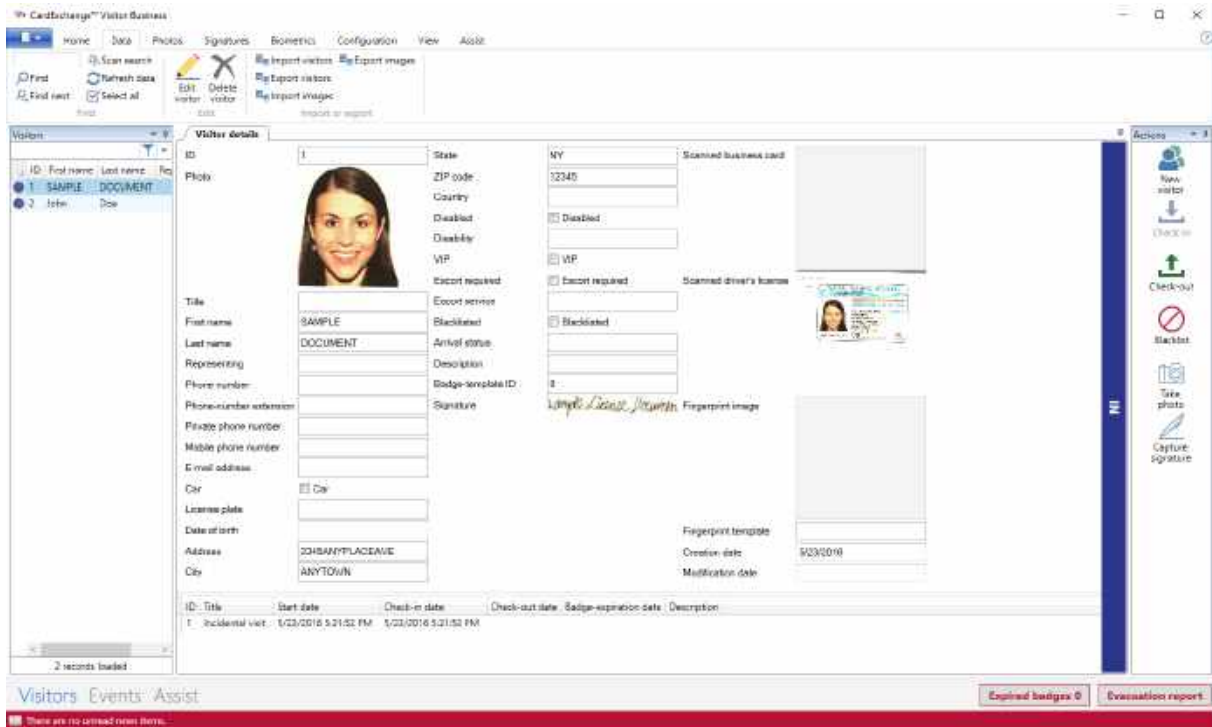 CardExchange™ Visitor Business
Home Data Photos Signatures Biometrics Configuration View Assist
Find
Find next
Scan search
Refresh data
Select all
Find
Edit visitor
Delete visitor
Edit
Import visitors
Export visitors
Import images
Export images
Import or export
Visitors
ID First name Last name
1 SAMPLE DOCUMENT
2 John Doe
2 records loaded
Visitor details
ID 1
Photo
Title
First name SAMPLE
Last name DOCUMENT
Representing
Phone number
Phone-number extension
Private phone number
Mobile phone number
E-mail address
Car Car
License plate
Date of birth
Address 234BANYPLACEAVE
City ANYTOWN
State NY
ZIP code 12345
Country
Disabled Disabled
Disability
VIP VIP
Escort required Escort required
Escort service
Blacklisted Blacklisted
Arrival status
Description
Badge-template ID 0
Signature Sample License Document
Scanned business card
Scanned driver's license
Fingerprint image
Fingerprint template
Creation date 5/23/2016
Modification date
ID Title Start date Check-in date Check-out date Badge-expiration date Description
1 Incidental visit 5/23/2016 5:21:52 PM 5/23/2016 5:21:52 PM
IN
Actions
New visitor
Check-in
Check-out
Blacklist
Take photo
Capture signature
Visitors Events Assist
Expired badges 0
Evacuation report
There are no unread news items.